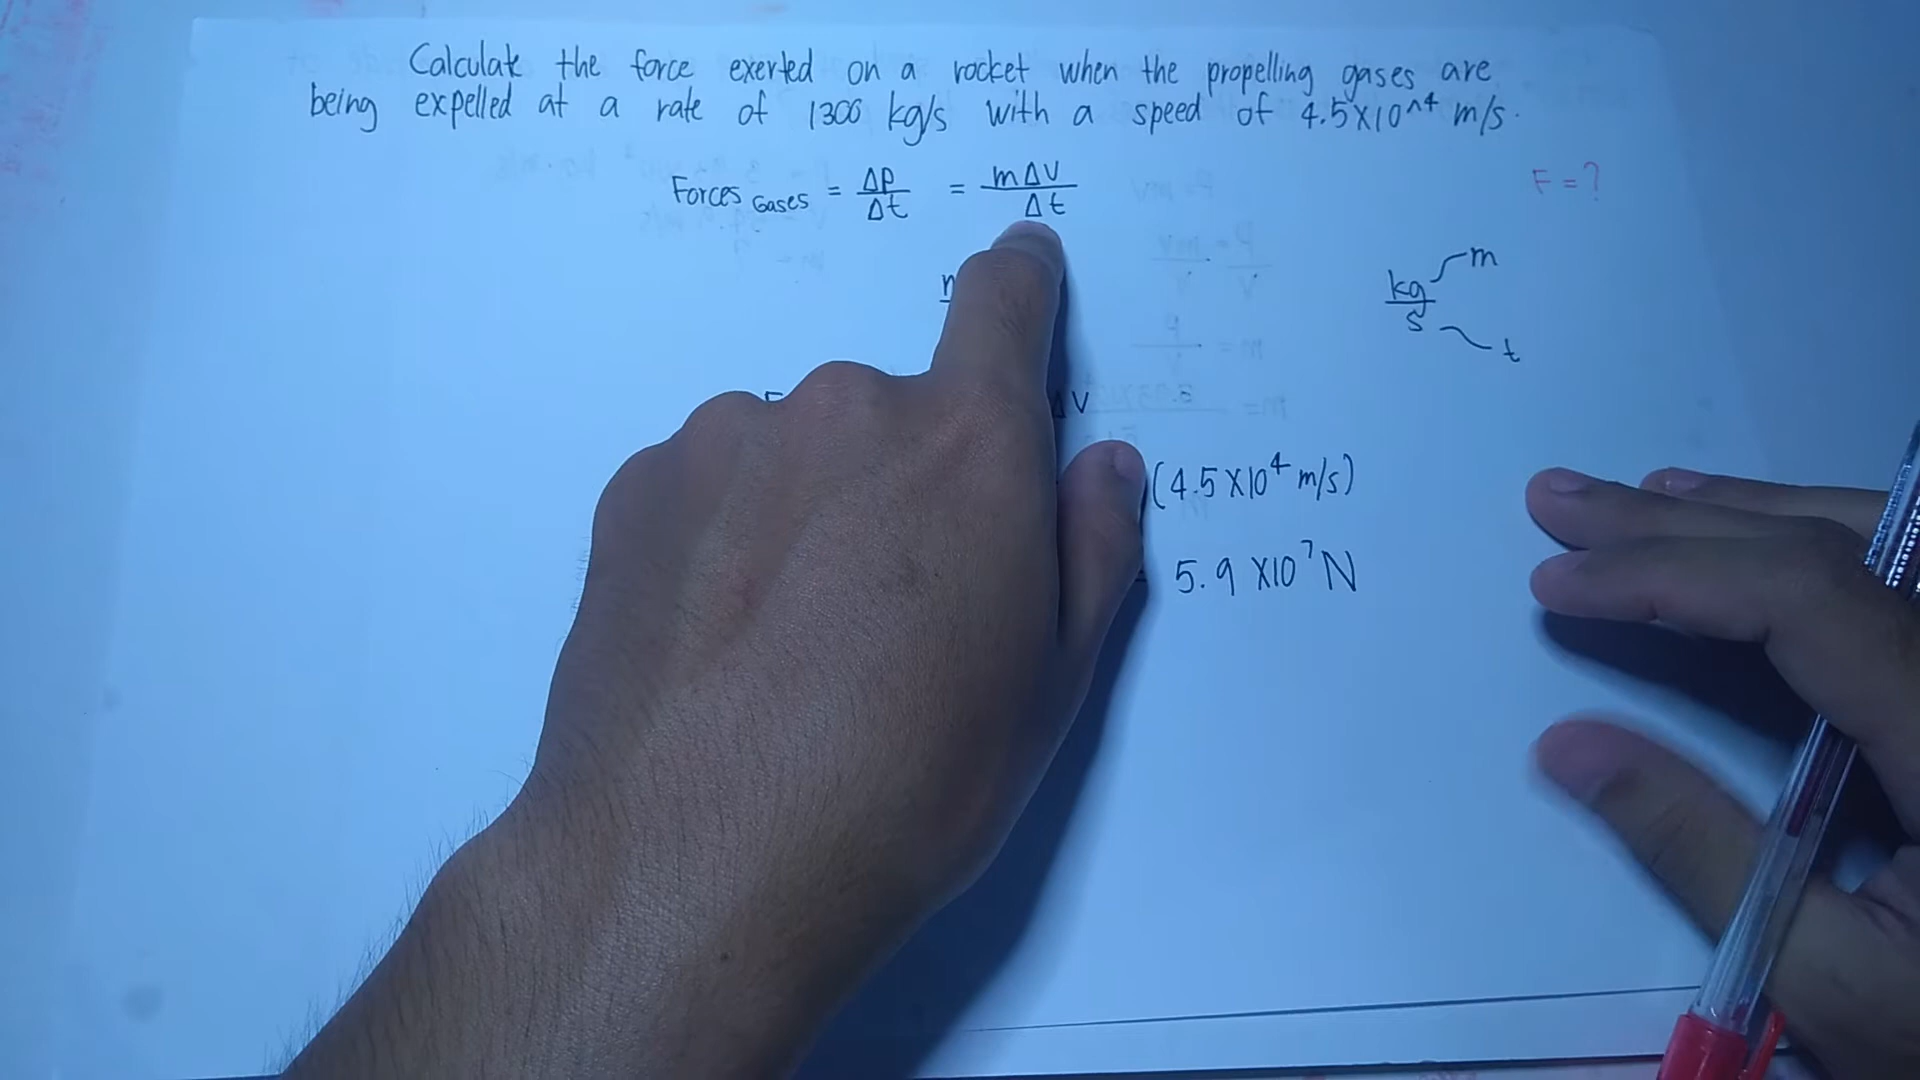 Calculate the force exerted on a rocket when the propelling gases are
being expelled at a rate of 1300 kg/s with a speed of 4.5X10^4 m/s.
Forces Gases = Δp/Δt = mΔV/Δt
F = ?
kg/s m t
ΔV
(4.5X10⁴ m/s)
5.9 X10⁷ N